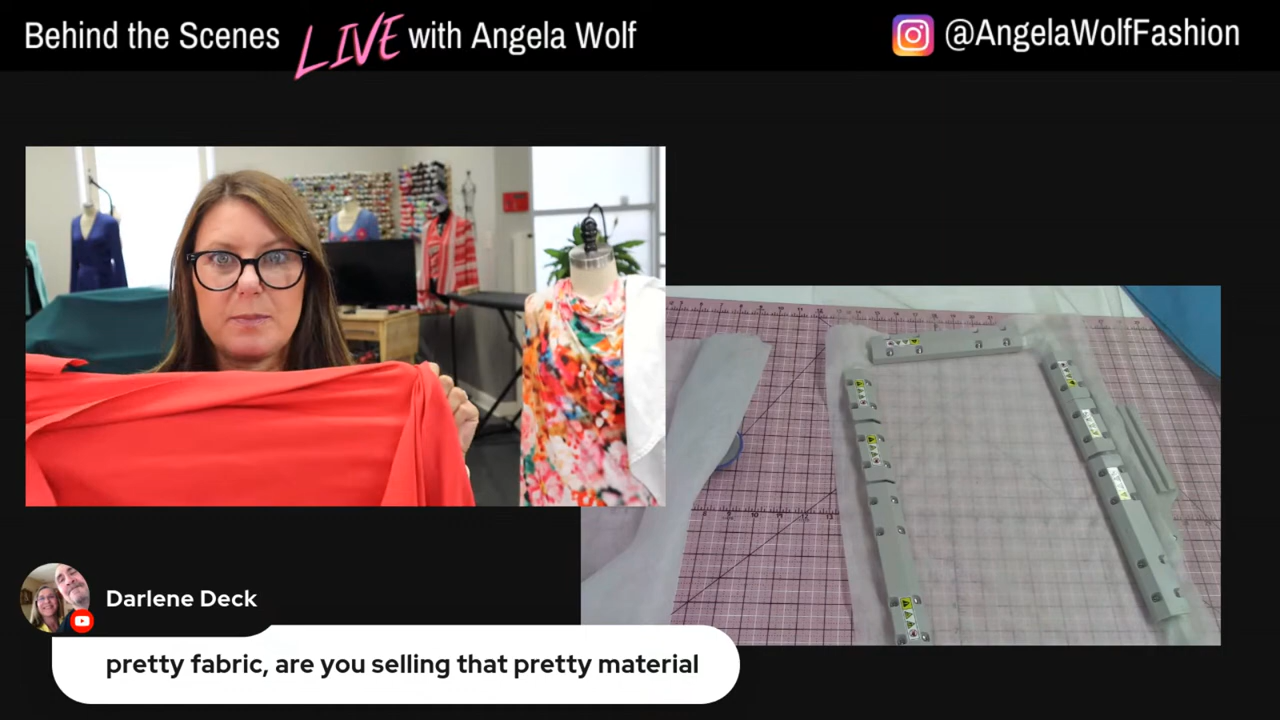 Behind the Scenes LIVE with Angela Wolf
@AngelaWolfFashion
Darlene Deck
pretty fabric, are you selling that pretty material